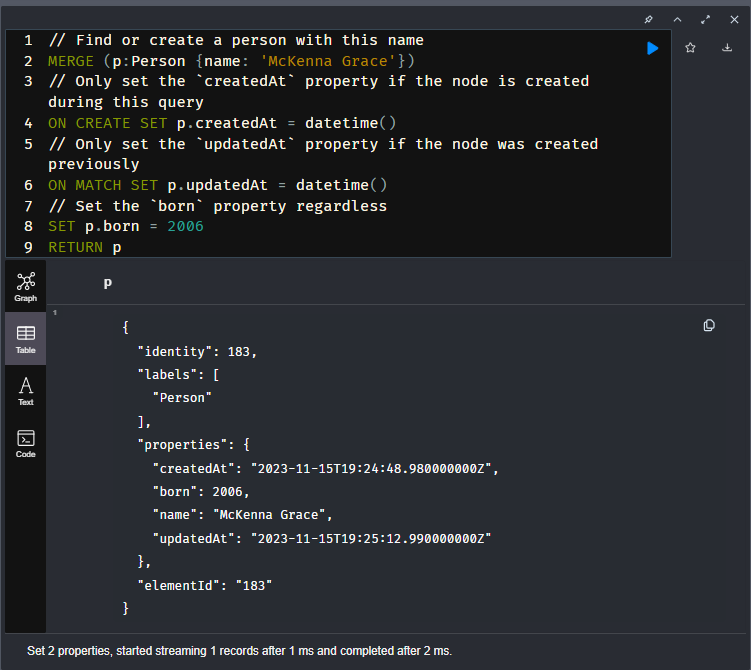 1 // Find or create a person with this name
2 MERGE (p:Person {name: 'McKenna Grace'})
3 // Only set the `createdAt` property if the node is created
during this query
4 ON CREATE SET p.createdAt = datetime()
5 // Only set the `updatedAt` property if the node was created
previously
6 ON MATCH SET p.updatedAt = datetime()
7 // Set the `born` property regardless
8 SET p.born = 2006
9 RETURN p
Graph
Table
Text
Code
p
1
{
"identity": 183,
"labels": [
"Person"
],
"properties": {
"createdAt": "2023-11-15T19:24:48.980000000Z",
"born": 2006,
"name": "McKenna Grace",
"updatedAt": "2023-11-15T19:25:12.990000000Z"
},
"elementId": "183"
}
Set 2 properties, started streaming 1 records after 1 ms and completed after 2 ms.